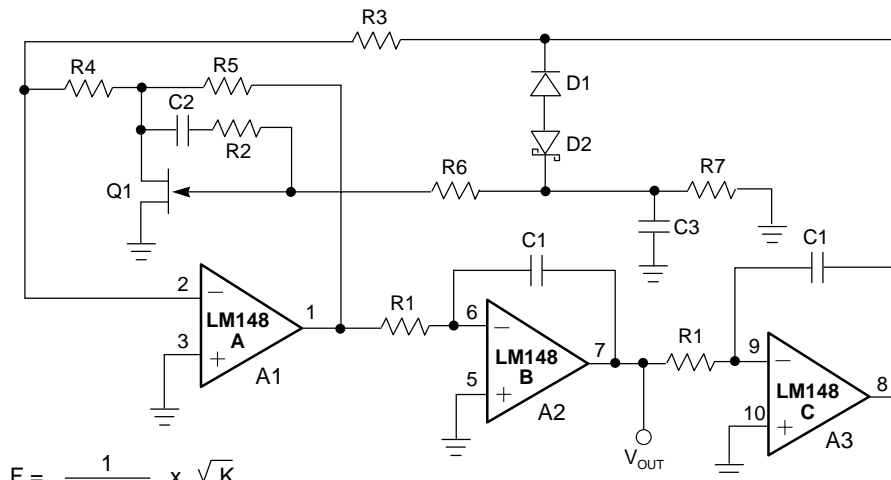 R3
R4
R5
C2
R2
D1
D2
Q1
R6
R7
C3
2
3
LM148
A
1
A1
R1
C1
6
5
LM148
B
7
A2
V_OUT
R1
C1
9
10
LM148
C
8
A3
F = 1 x √K